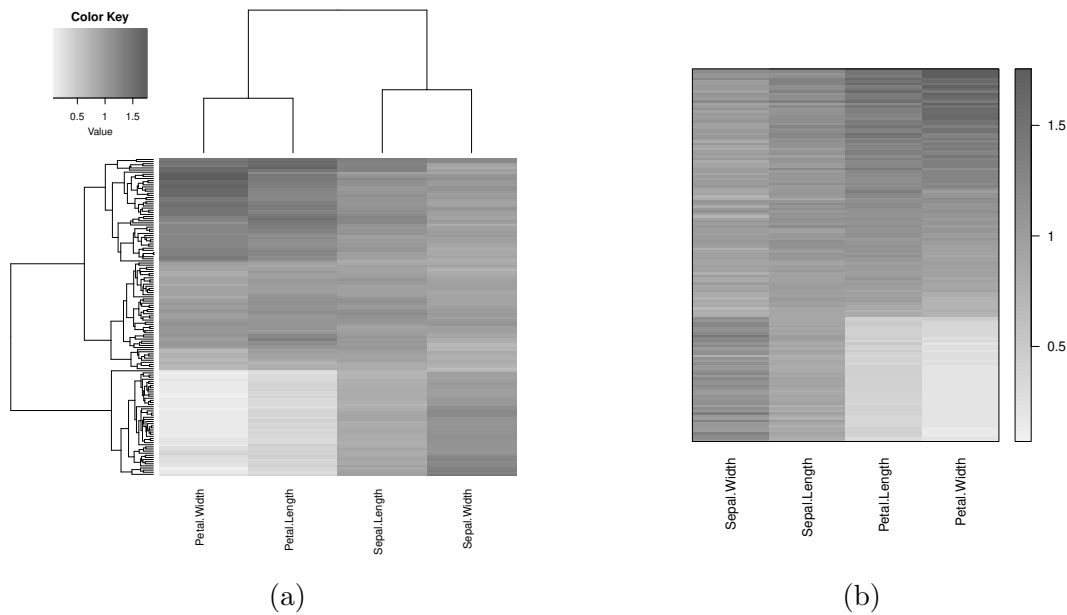 Color Key
0.5 1 1.5
Value
Petal.Width
Petal.Length
Sepal.Length
Sepal.Width
(a)
1.5
1
0.5
Sepal.Width
Sepal.Length
Petal.Length
Petal.Width
(b)